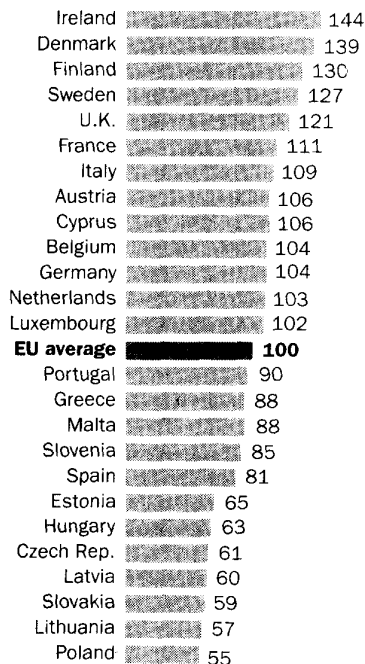 Ireland 144
Denmark 139
Finland 130
Sweden 127
U.K. 121
France 111
Italy 109
Austria 106
Cyprus 106
Belgium 104
Germany 104
Netherlands 103
Luxembourg 102
EU average 100
Portugal 90
Greece 88
Malta 88
Slovenia 85
Spain 81
Estonia 65
Hungary 63
Czech Rep. 61
Latvia 60
Slovakia 59
Lithuania 57
Poland 55